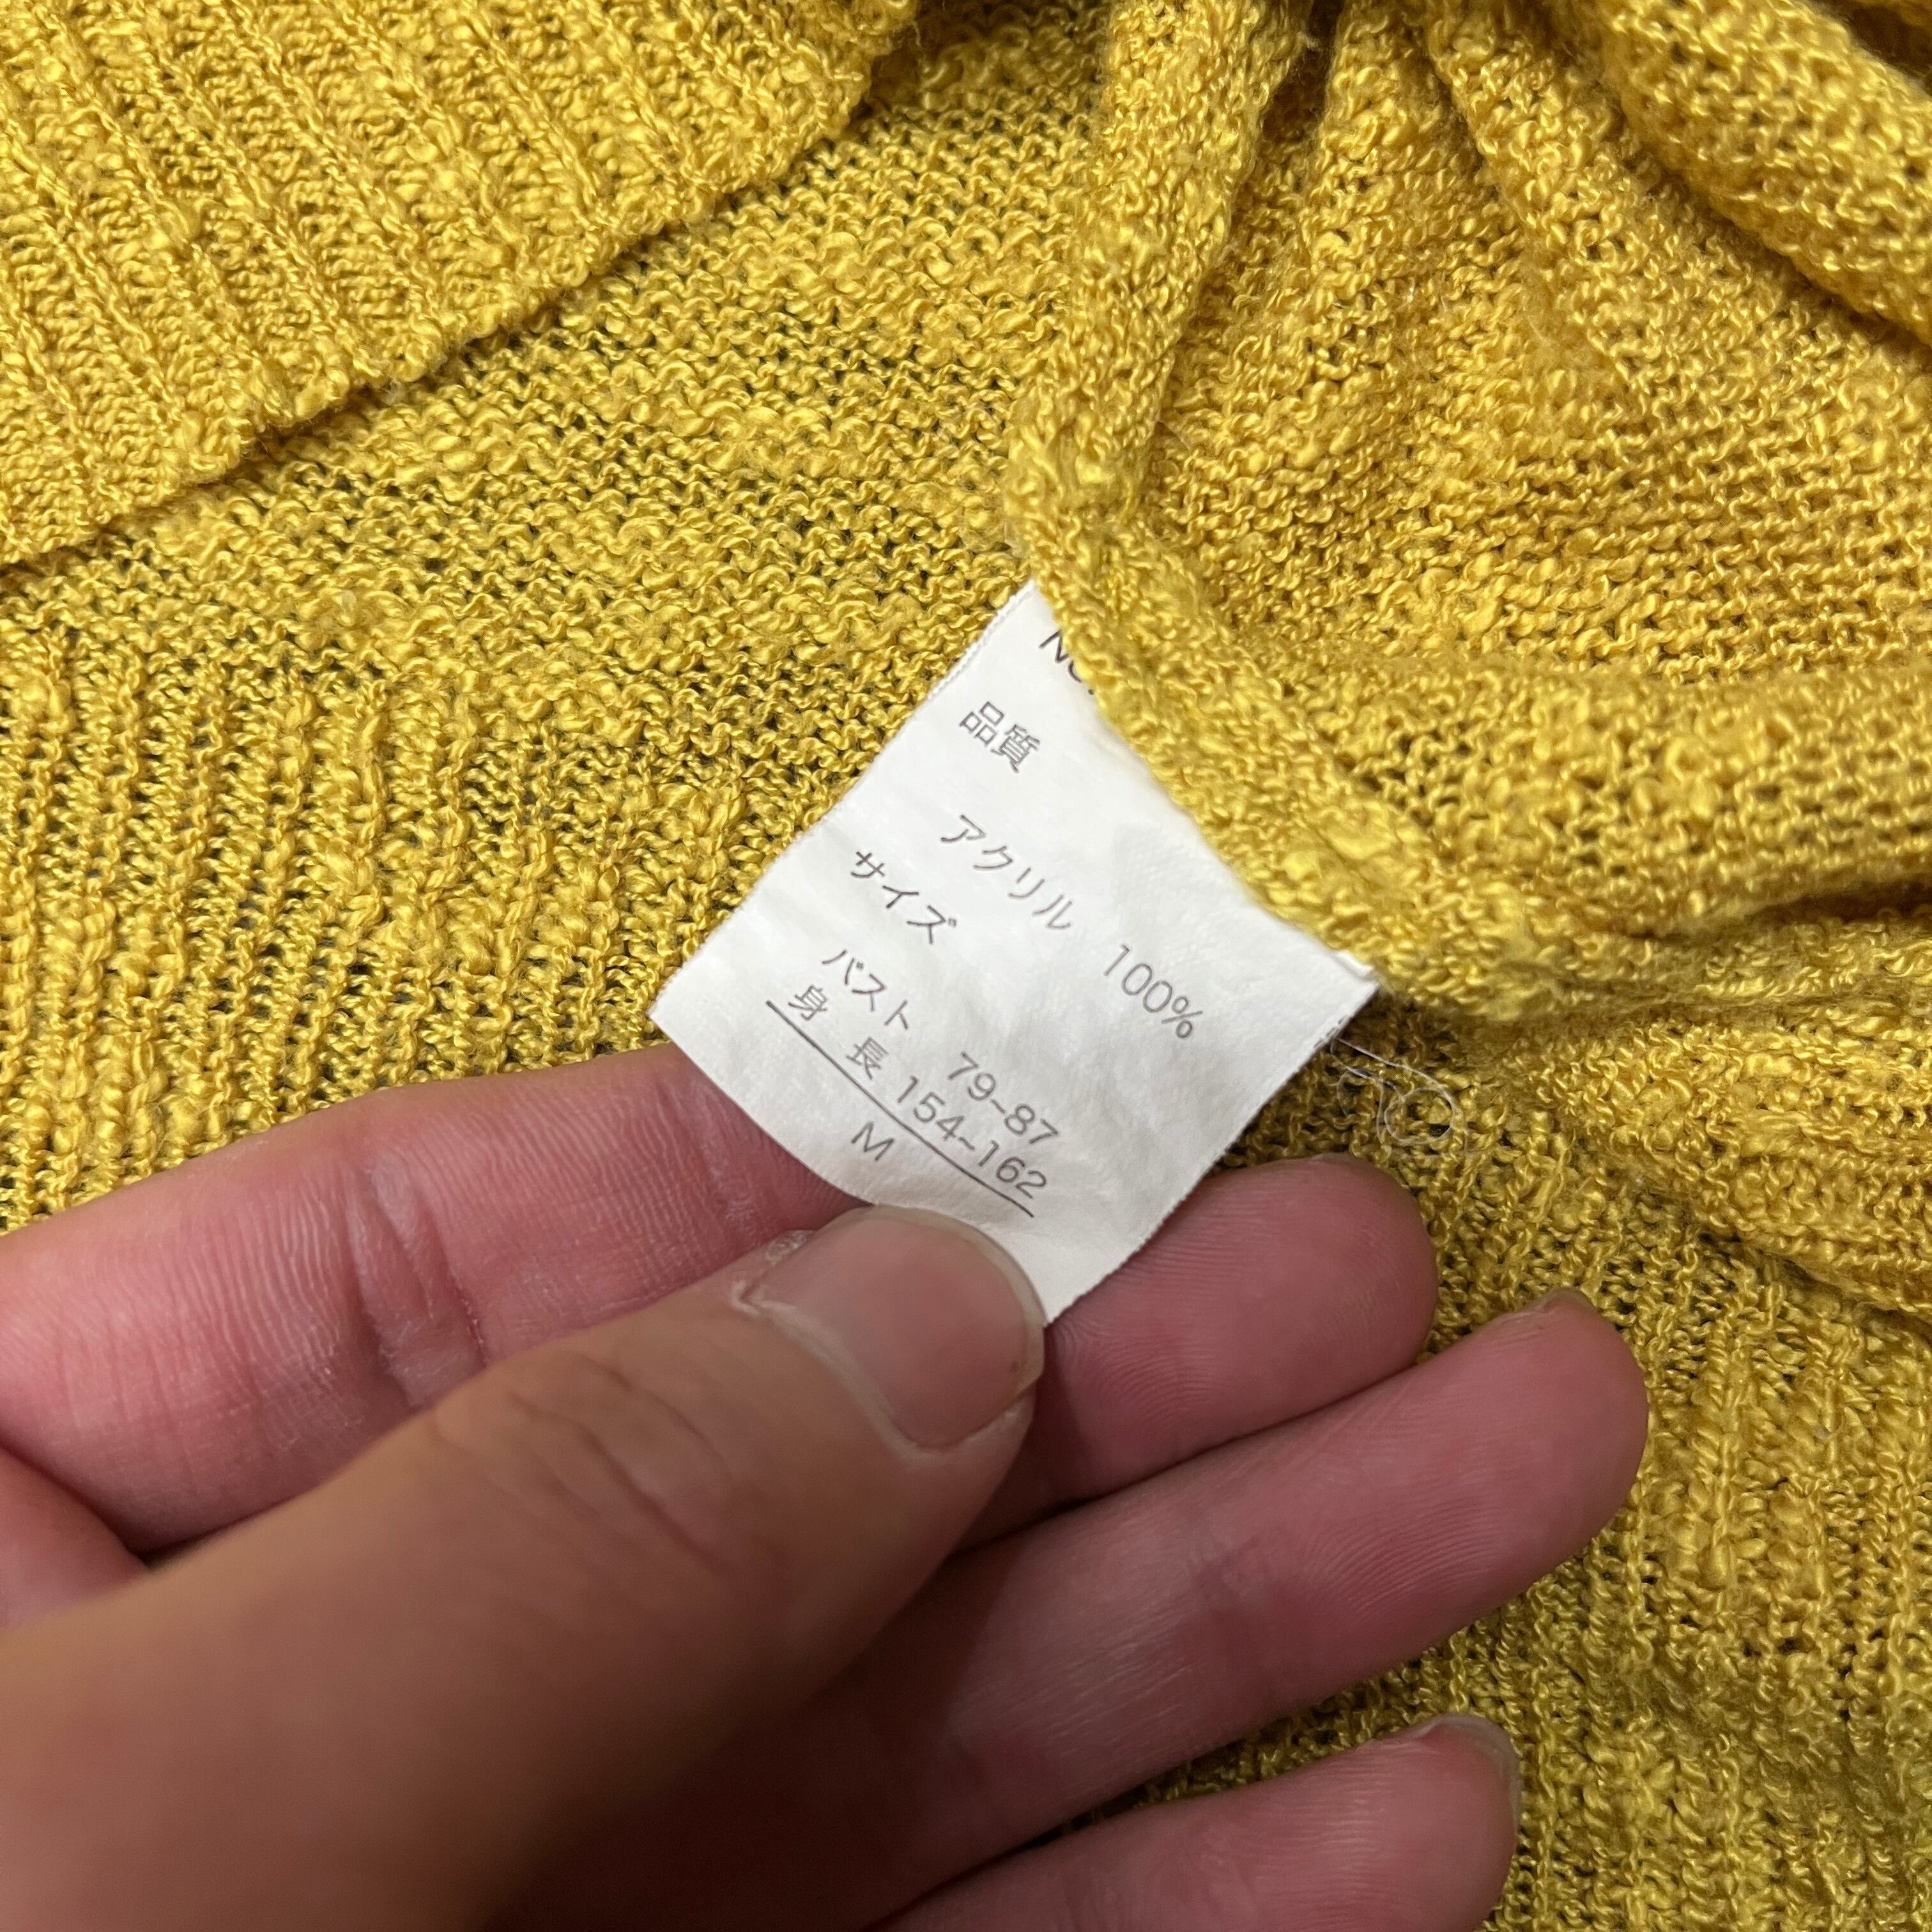 No.
品質
アクリル 100%
サイズ
バスト 79-87
身長 154-162
M